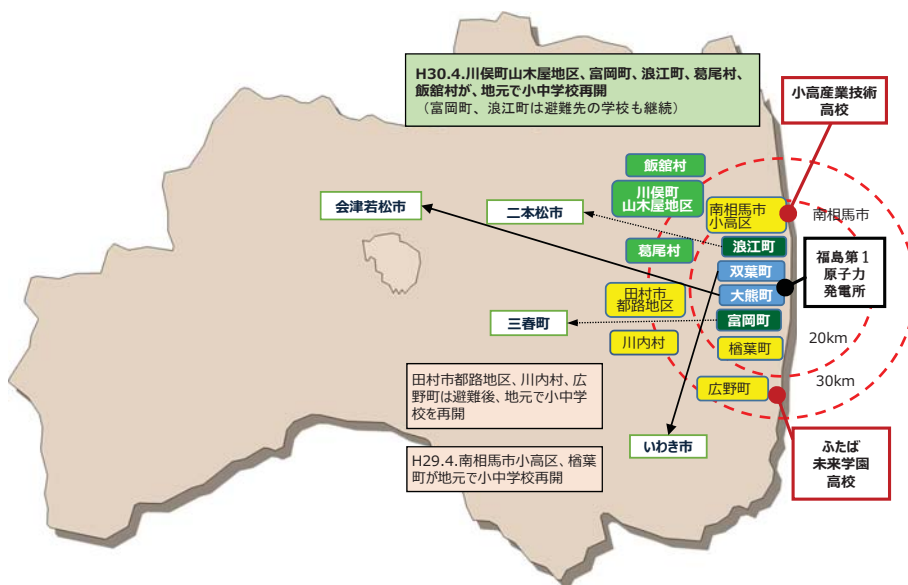 H30.4.川俣町山木屋地区、富岡町、浪江町、葛尾村、
飯舘村が、地元で小中学校再開
(富岡町、浪江町は避難先の学校も継続)
小高産業技術
高校
飯舘村
川俣町
山木屋地区
会津若松市
二本松市
南相馬市
小高区
南相馬市
浪江町
葛尾村
双葉町
福島第1
原子力
発電所
大熊町
田村市
都路地区
三春町
富岡町
川内村
楢葉町
20km
30km
広野町
田村市都路地区、川内村、広
野町は避難後、地元で小中学
校を再開
いわき市
ふたば
未来学園
高校
H29.4.南相馬市小高区、楢葉
町が地元で小中学校再開